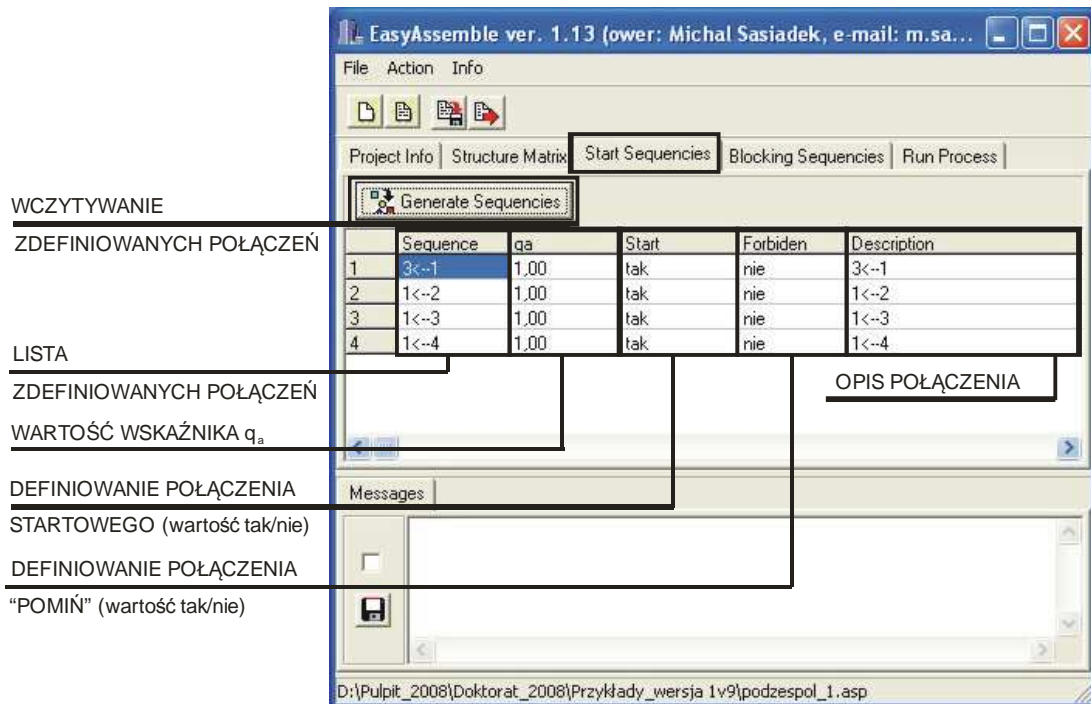 EasyAssemble ver. 1.13 (ower: Michal Sasiadek, e-mail: m.sa...
File Action Info
Project Info Structure Matrix Start Sequencies Blocking Sequencies Run Process
Generate Sequencies
WCZYTYWANIE
ZDEFINIOWANYCH POŁĄCZEŃ
Sequence qa Start Forbiden Description
1 3<--1 1,00 tak nie 3<--1
2 1<--2 1,00 tak nie 1<--2
3 1<--3 1,00 tak nie 1<--3
4 1<--4 1,00 tak nie 1<--4
LISTA
ZDEFINIOWANYCH POŁĄCZEŃ
OPIS POŁĄCZENIA
WARTOŚĆ WSKAŹNIKA qa
DEFINIOWANIE POŁĄCZENIA
STARTOWEGO (wartość tak/nie)
Messages
DEFINIOWANIE POŁĄCZENIA
“POMIŃ” (wartość tak/nie)
D:\Pulpit_2008\Doktorat_2008\Przykłady_wersja 1v9\podzespol_1.asp